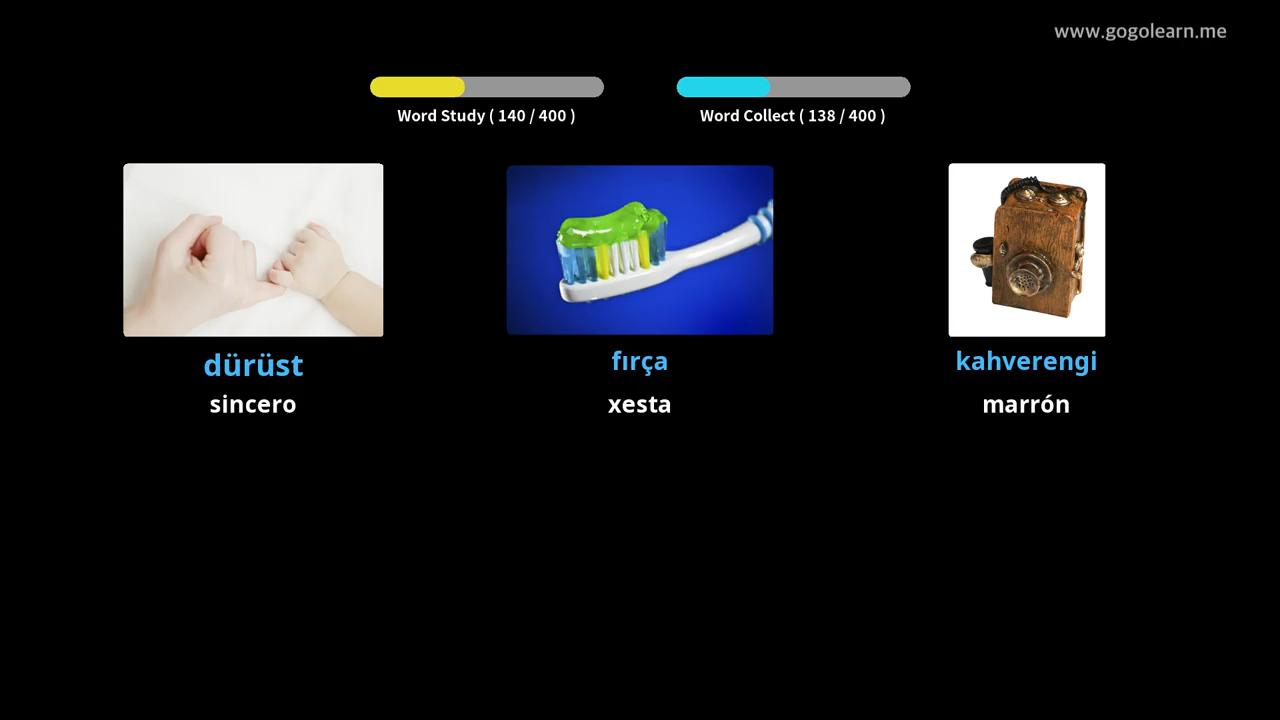 www.gogolearn.me
Word Study ( 140 / 400 )
Word Collect ( 138 / 400 )
dürüst
sincero
fırça
xesta
kahverengi
marrón